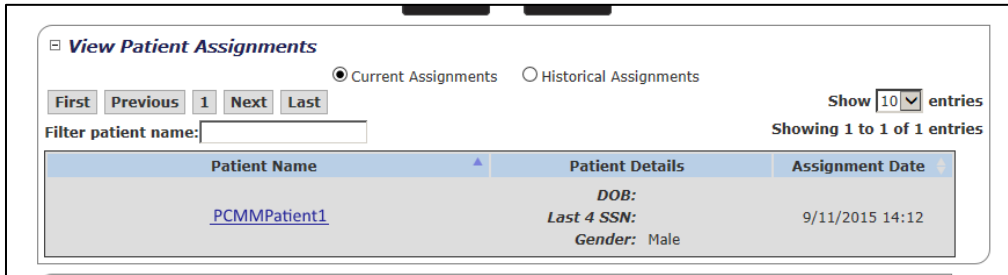 View Patient Assignments
Current Assignments Historical Assignments
First Previous 1 Next Last Show 10 entries
Filter patient name: Showing 1 to 1 of 1 entries
Patient Name Patient Details Assignment Date
DOB:
PCMMPatient1 Last 4 SSN: 9/11/2015 14:12
Gender: Male